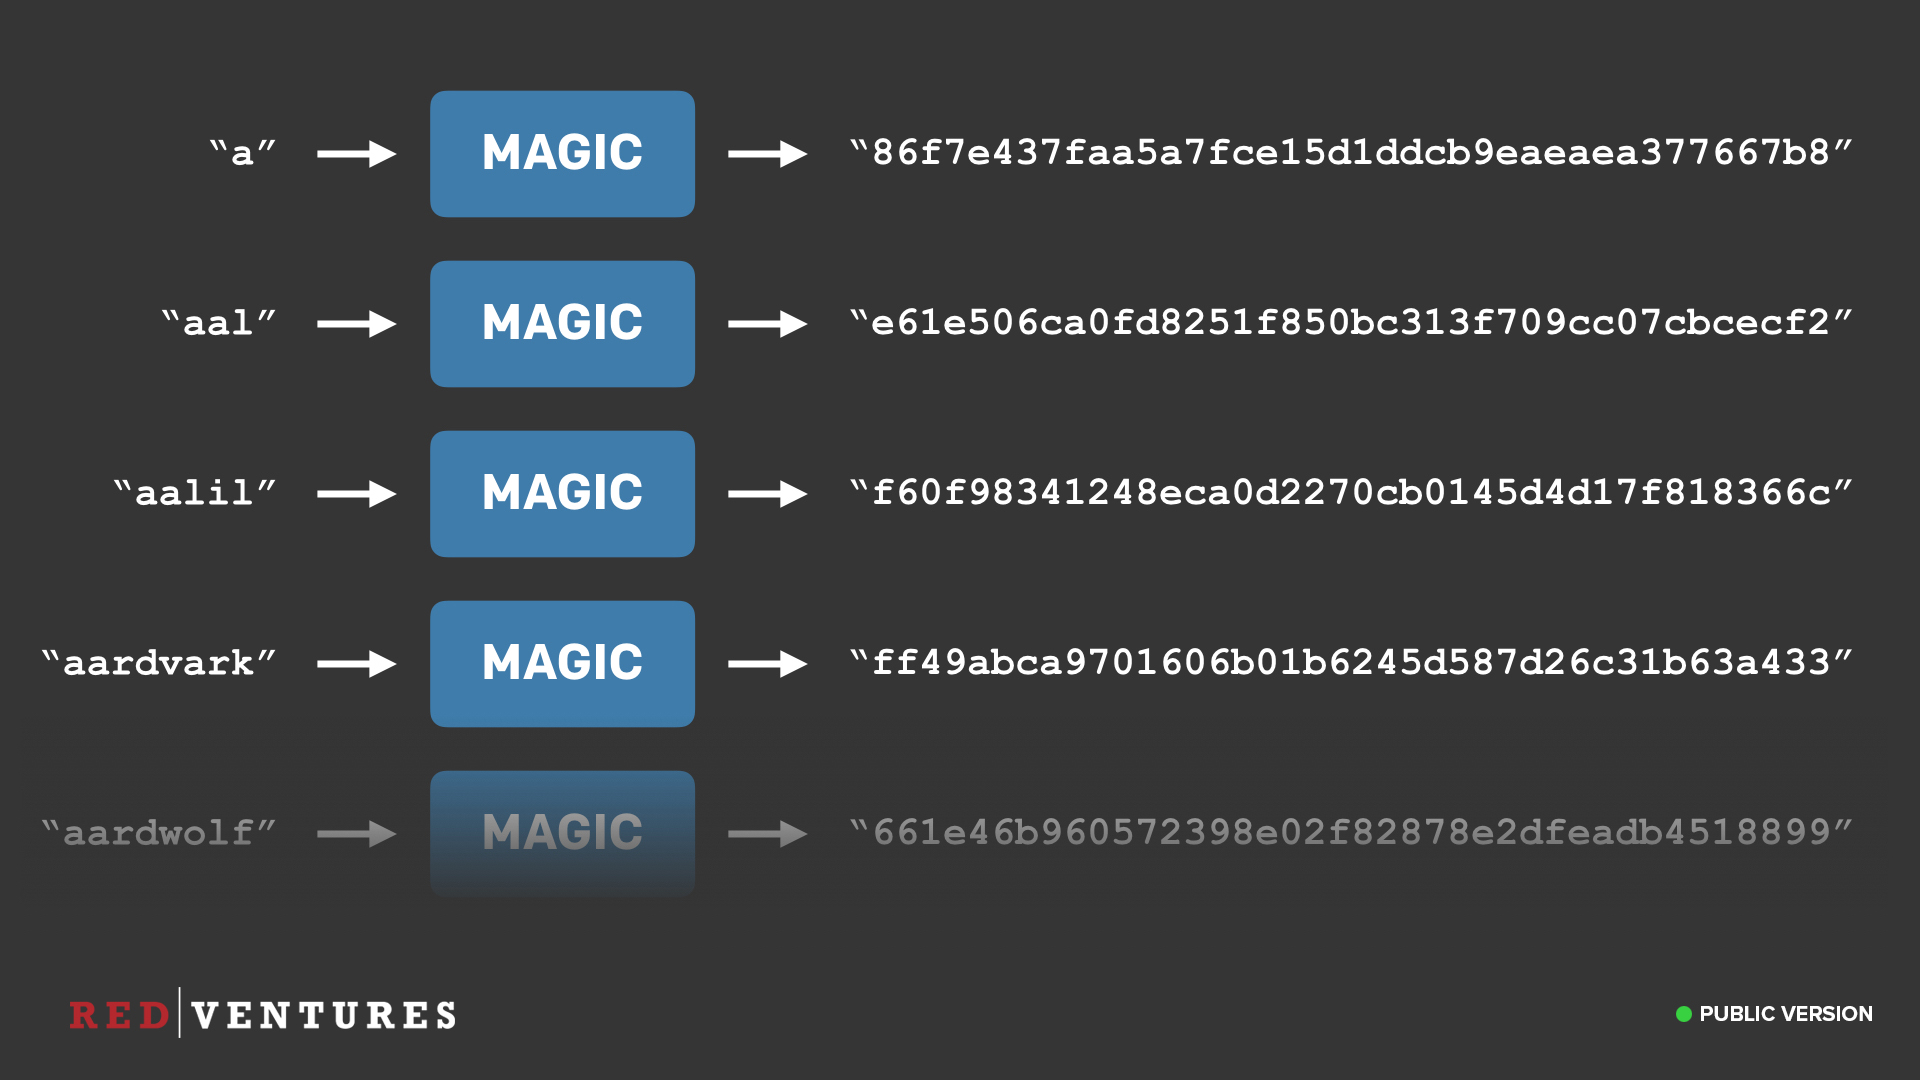 “a” MAGIC “86f7e437faa5a7fce15d1ddcb9eaeaea377667b8”
“aal” MAGIC “e61e506ca0fd8251f850bc313f709cc07cbcecf2”
“aalil” MAGIC “f60f98341248eca0d2270cb0145d4d17f818366c”
“aardvark” MAGIC “ff49abca9701606b01b6245d587d26c31b63a433”
“aardwolf” MAGIC “661e46b960572398e02f82878e2dfeadb4518899”
RED VENTURES
PUBLIC VERSION